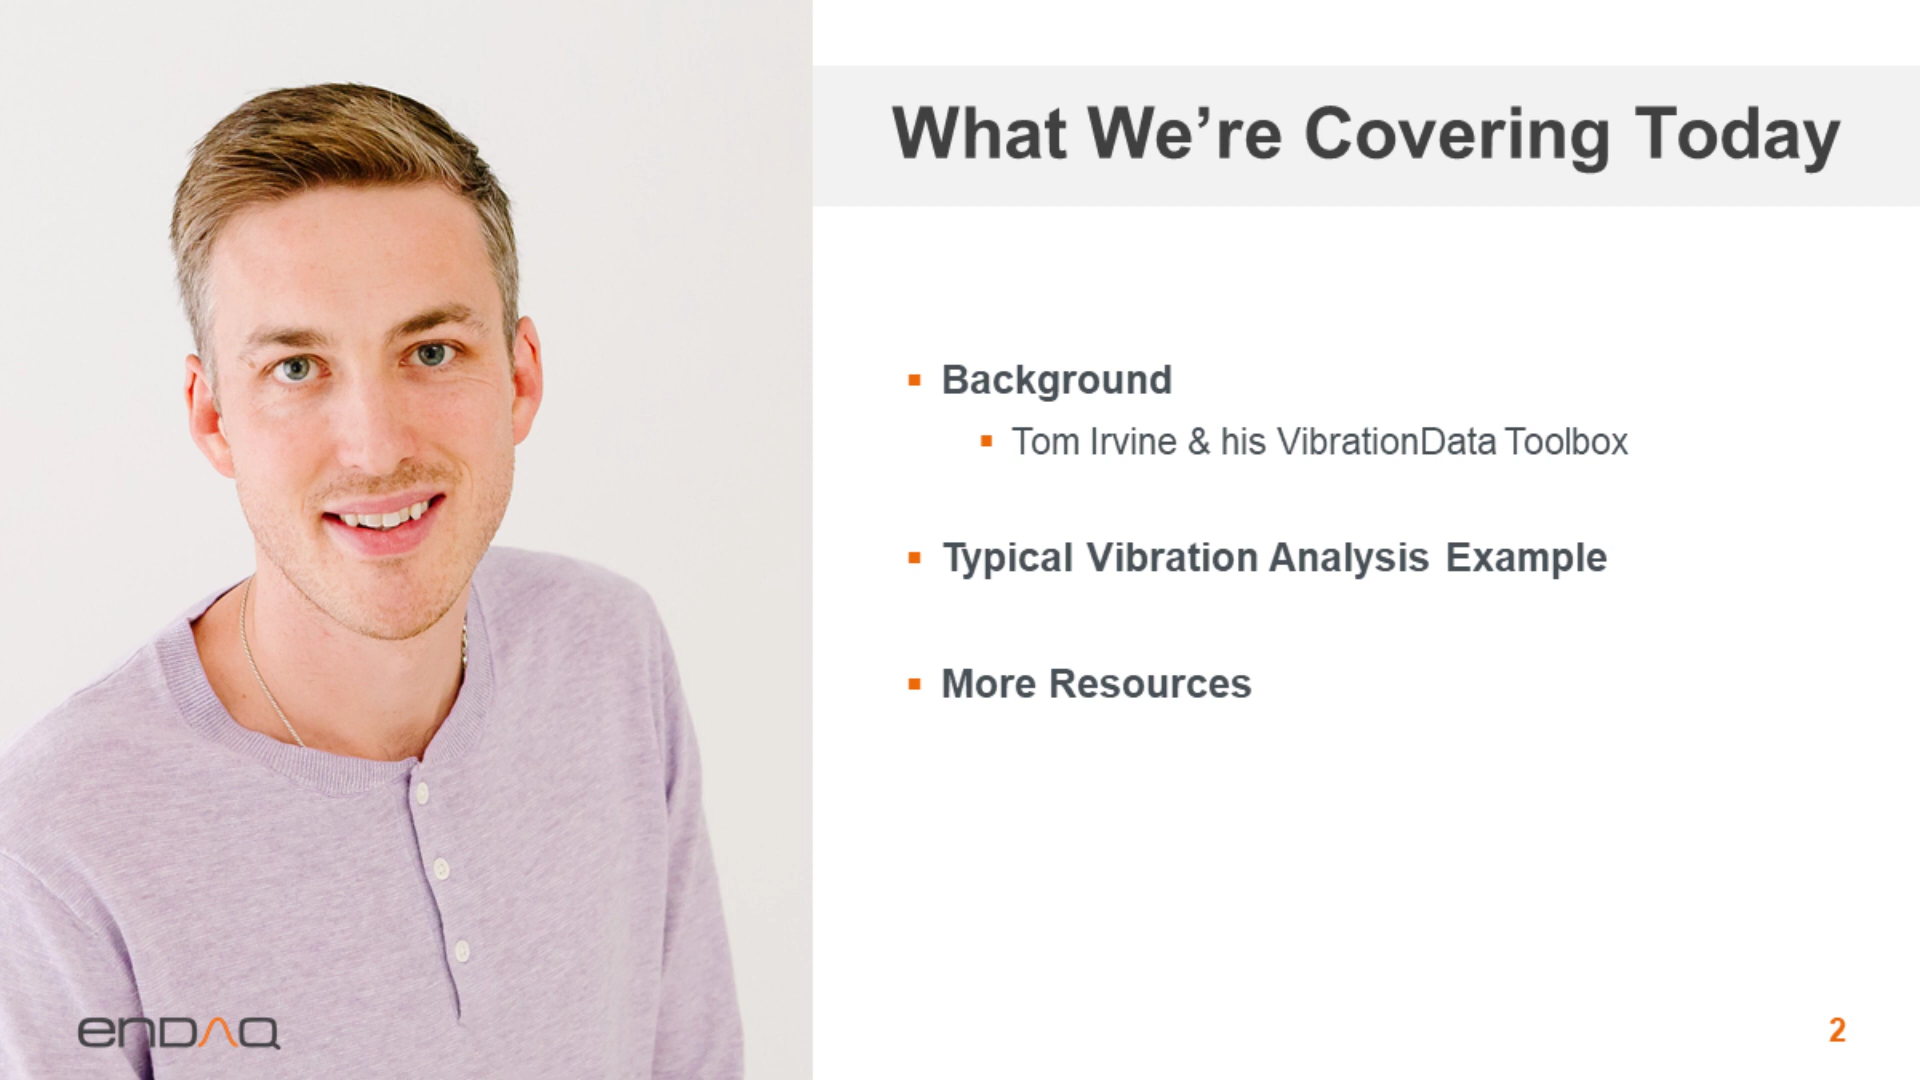 What We’re Covering Today
Background
Tom Irvine & his VibrationData Toolbox
Typical Vibration Analysis Example
More Resources
enDAQ
2